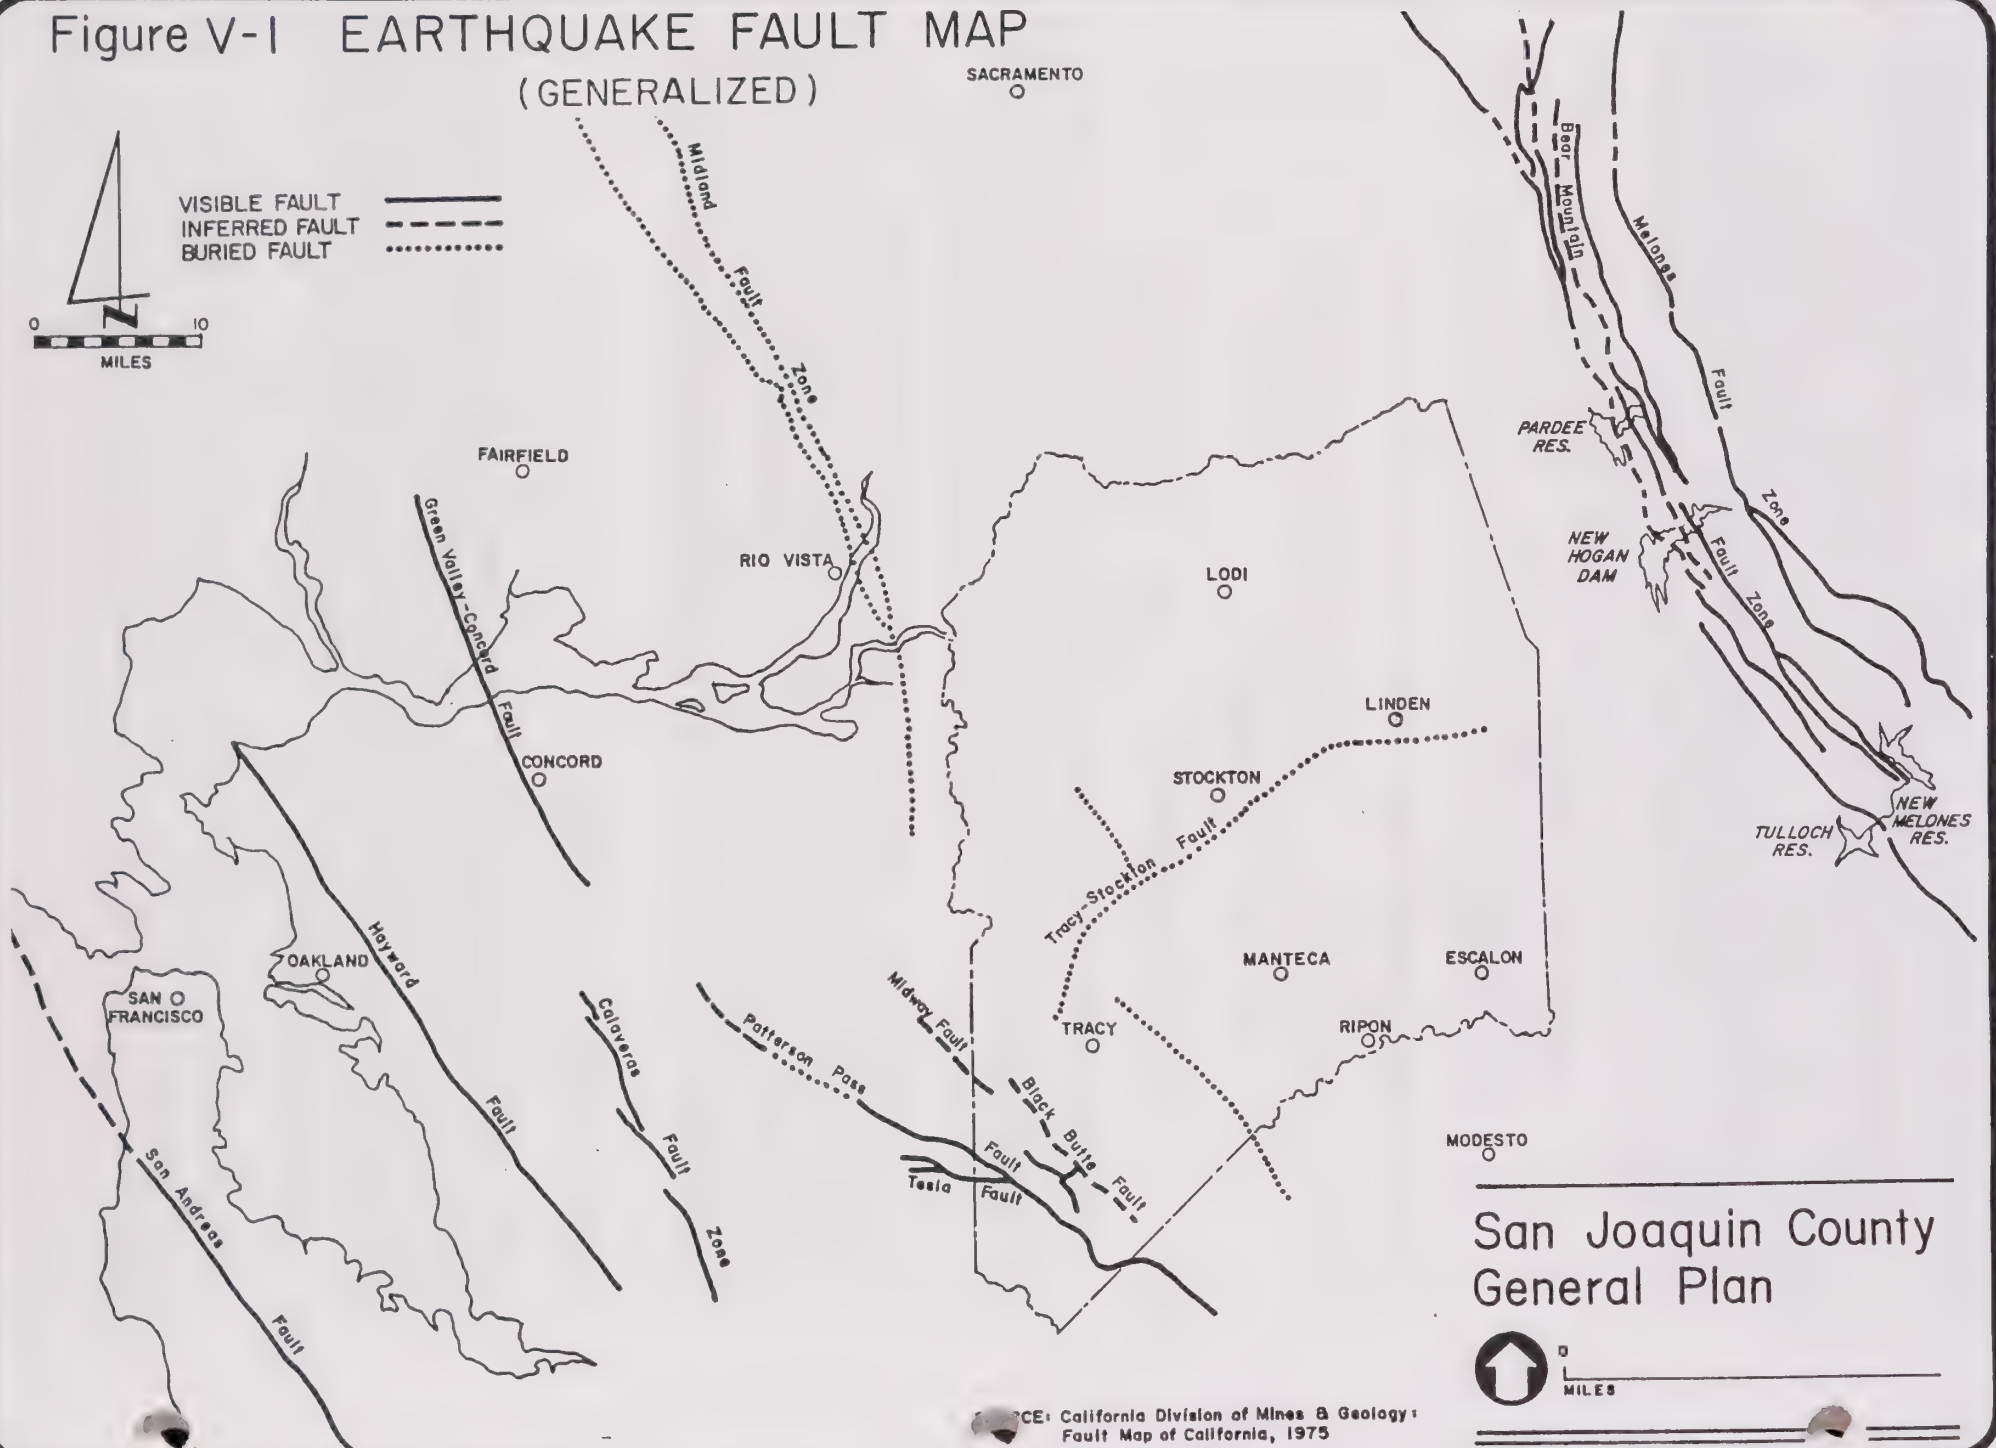 Figure V-1 EARTHQUAKE FAULT MAP
(GENERALIZED)
SACRAMENTO
VISIBLE FAULT
INFERRED FAULT
BURIED FAULT
N
0 10
MILES
Midland Fault Zone
Bear Mountain Fault Zone
Melones Fault Zone
PARDEE
RES.
FAIRFIELD
Green Valley-Concord Fault
RIO VISTA
NEW
HOGAN
DAM
LODI
LINDEN
CONCORD
STOCKTON
Tracy-Stockton Fault
NEW
MELONES
RES.
TULLOCH
RES.
Hayward Fault
OAKLAND
SAN
FRANCISCO
MANTECA
ESCALON
Calaveras Fault Zone
Patterson Pass Fault
Midway Fault
TRACY
RIPON
Black Butte Fault
Tesla Fault
MODESTO
San Andreas Fault
San Joaquin County
General Plan
0
MILES
CE: California Division of Mines & Geology:
Fault Map of California, 1975